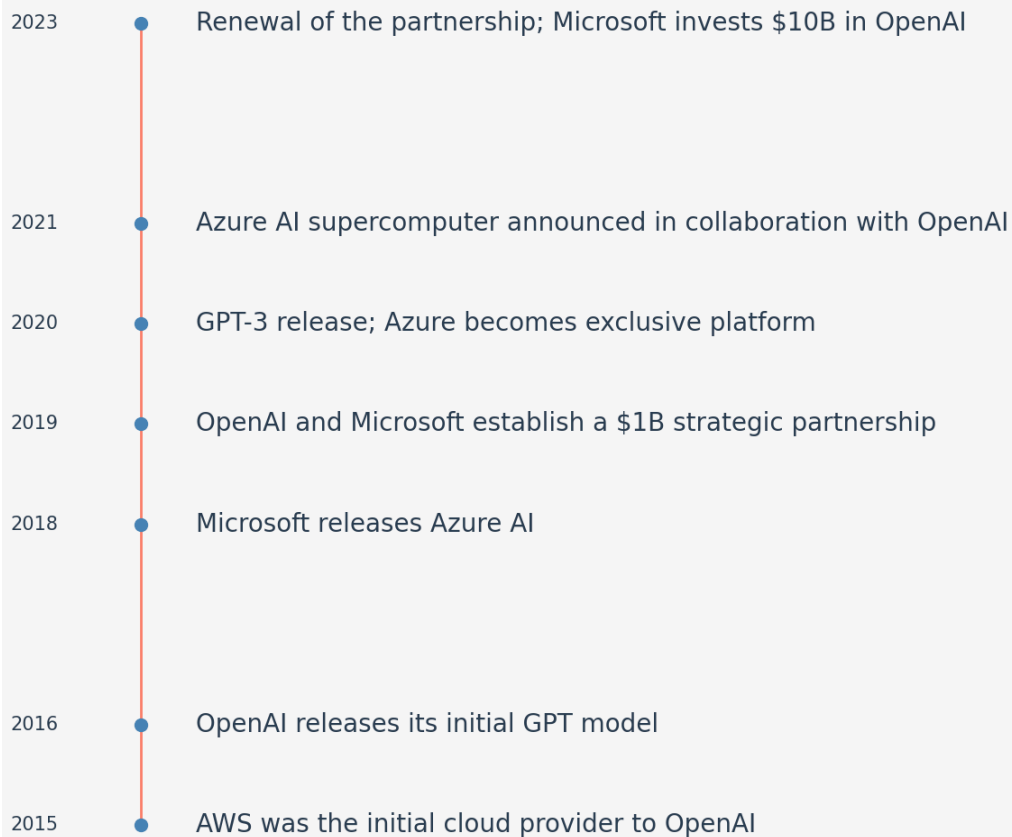 2023 Renewal of the partnership; Microsoft invests $10B in OpenAI
2021 Azure AI supercomputer announced in collaboration with OpenAI
2020 GPT-3 release; Azure becomes exclusive platform
2019 OpenAI and Microsoft establish a $1B strategic partnership
2018 Microsoft releases Azure AI
2016 OpenAI releases its initial GPT model
2015 AWS was the initial cloud provider to OpenAI